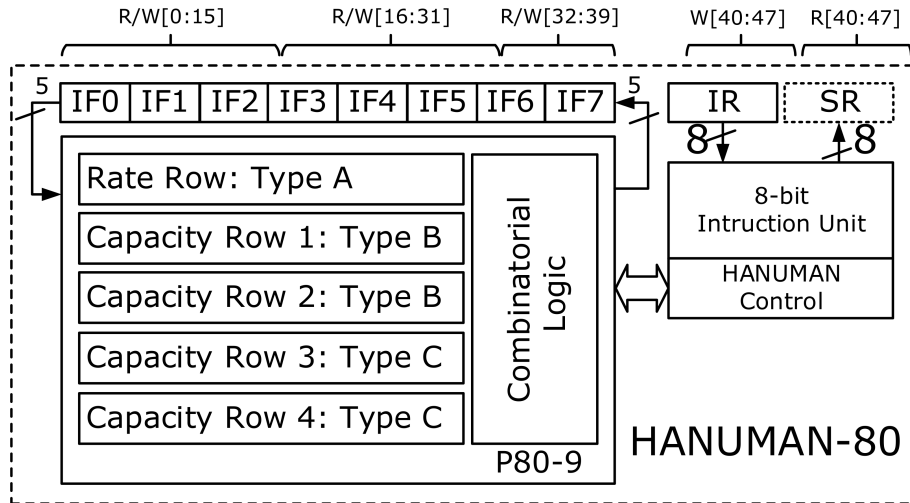 R/W[0:15] R/W[16:31] R/W[32:39] W[40:47] R[40:47]
5 IF0 IF1 IF2 IF3 IF4 IF5 IF6 IF7 5 IR SR
8 8
Rate Row: Type A
Capacity Row 1: Type B
Capacity Row 2: Type B
Capacity Row 3: Type C
Capacity Row 4: Type C
Combinatorial
Logic
P80-9
8-bit
Intruction Unit
HANUMAN
Control
HANUMAN-80